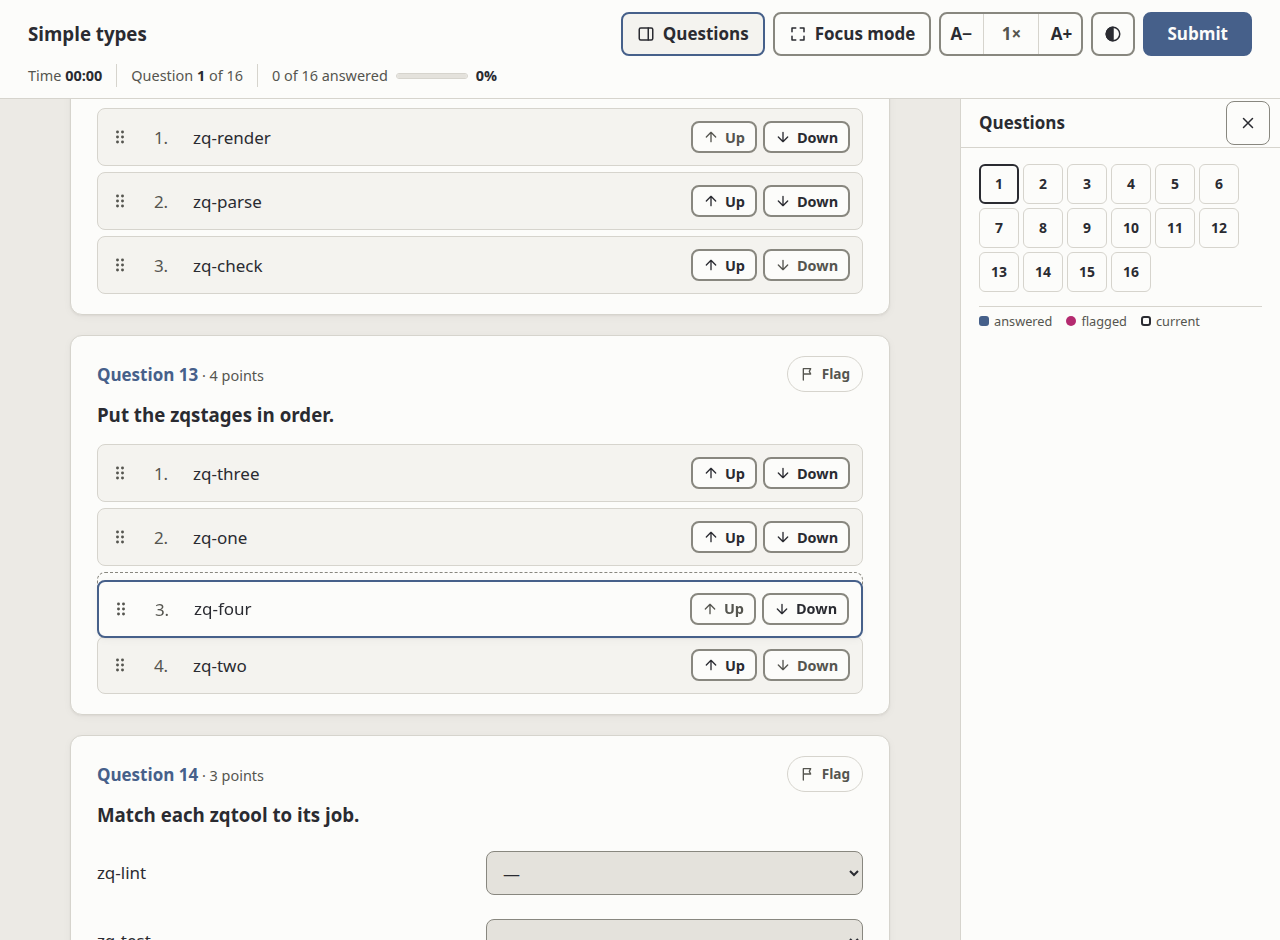 Simple types
Questions
Focus mode
A−
1×
A+
Submit
Time 00:00
Question 1 of 16
0 of 16 answered
0%
1. zq-render Up Down
2. zq-parse Up Down
3. zq-check Up Down
Question 13 · 4 points
Flag
Put the zqstages in order.
1. zq-three Up Down
2. zq-one Up Down
3. zq-four Up Down
4. zq-two Up Down
Question 14 · 3 points
Flag
Match each zqtool to its job.
zq-lint —
zq-test
Questions
1 2 3 4 5 6
7 8 9 10 11 12
13 14 15 16
answered flagged current